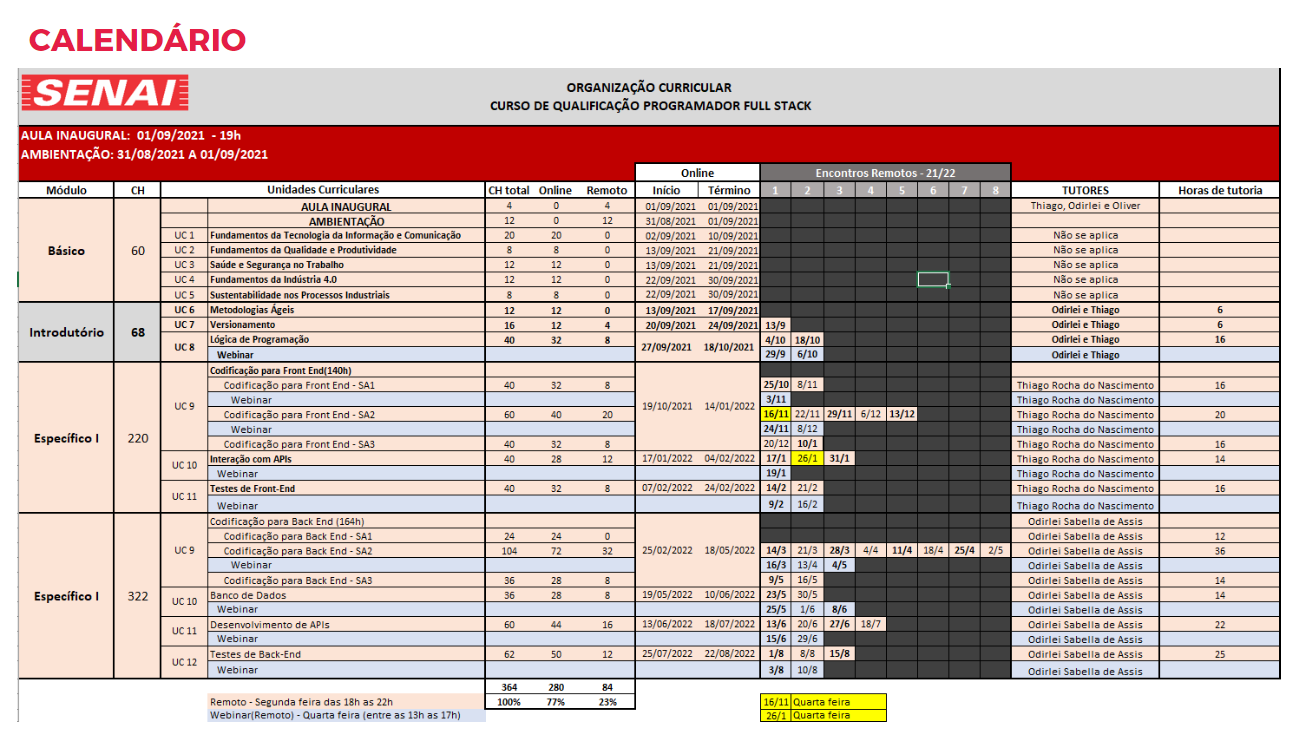 CALENDÁRIO
SENAI
ORGANIZAÇÃO CURRICULAR
CURSO DE QUALIFICAÇÃO PROGRAMADOR FULL STACK
AULA INAUGURAL: 01/09/2021 - 19h
AMBIENTAÇÃO: 31/08/2021 A 01/09/2021
Online Encontros Remotos - 21/22
Módulo CH Unidades Curriculares CH total Online Remoto Início Término 1 2 3 4 5 6 7 8 TUTORES Horas de tutoria
AULA INAUGURAL 4 0 4 01/09/2021 01/09/2021 Thiago, Odirlei e Oliver
AMBIENTAÇÃO 12 0 12 31/08/2021 01/09/2021
UC 1 Fundamentos da Tecnologia da Informação e Comunicação 20 20 0 02/09/2021 10/09/2021 Não se aplica
Básico 60 UC 2 Fundamentos da Qualidade e Produtividade 8 8 0 13/09/2021 21/09/2021 Não se aplica
UC 3 Saúde e Segurança no Trabalho 12 12 0 13/09/2021 21/09/2021 Não se aplica
UC 4 Fundamentos da Indústria 4.0 12 12 0 22/09/2021 30/09/2021 Não se aplica
UC 5 Sustentabilidade nos Processos Industriais 8 8 0 22/09/2021 30/09/2021 Não se aplica
UC 6 Metodologias Ágeis 12 12 0 13/09/2021 17/09/2021 Odirlei e Thiago 6
Introdutório 68 UC 7 Versionamento 16 12 4 20/09/2021 24/09/2021 13/9 Odirlei e Thiago 6
UC 8 Lógica de Programação 40 32 8 27/09/2021 18/10/2021 4/10 18/10 Odirlei e Thiago 16
Webinar 29/9 6/10 Odirlei e Thiago
Codificação para Front End(140h)
Codificação para Front End - SA1 40 32 8 25/10 8/11 Thiago Rocha do Nascimento 16
Webinar 3/11 Thiago Rocha do Nascimento
UC 9 Codificação para Front End - SA2 60 40 20 19/10/2021 14/01/2022 16/11 22/11 29/11 6/12 13/12 Thiago Rocha do Nascimento 20
Webinar 24/11 8/12 Thiago Rocha do Nascimento
Específico I 220 Codificação para Front End - SA3 40 32 8 20/12 10/1 Thiago Rocha do Nascimento 16
UC 10 Interação com APIs 40 28 12 17/01/2022 04/02/2022 17/1 26/1 31/1 Thiago Rocha do Nascimento 14
Webinar 19/1 Thiago Rocha do Nascimento
UC 11 Testes de Front-End 40 32 8 07/02/2022 24/02/2022 14/2 21/2 Thiago Rocha do Nascimento 16
Webinar 9/2 16/2 Thiago Rocha do Nascimento
Codificação para Back End (164h) Odirlei Sabella de Assis
Codificação para Back End - SA1 24 24 0 Odirlei Sabella de Assis 12
UC 9 Codificação para Back End - SA2 104 72 32 25/02/2022 18/05/2022 14/3 21/3 28/3 4/4 11/4 18/4 25/4 2/5 Odirlei Sabella de Assis 36
Webinar 16/3 13/4 4/5 Odirlei Sabella de Assis
Codificação para Back End - SA3 36 28 8 9/5 16/5 Odirlei Sabella de Assis 14
Específico I 322 UC 10 Banco de Dados 36 28 8 19/05/2022 10/06/2022 23/5 30/5 Odirlei Sabella de Assis 14
Webinar 25/5 1/6 8/6 Odirlei Sabella de Assis
UC 11 Desenvolvimento de APIs 60 44 16 13/06/2022 18/07/2022 13/6 20/6 27/6 18/7 Odirlei Sabella de Assis 22
Webinar 15/6 29/6 Odirlei Sabella de Assis
UC 12 Testes de Back-End 62 50 12 25/07/2022 22/08/2022 1/8 8/8 15/8 Odirlei Sabella de Assis 25
Webinar 3/8 10/8 Odirlei Sabella de Assis
364 280 84
Remoto - Segunda feira das 18h as 22h 100% 77% 23% 16/11 Quarta feira
Webinar(Remoto) - Quarta feira (entre as 13h as 17h) 26/1 Quarta feira